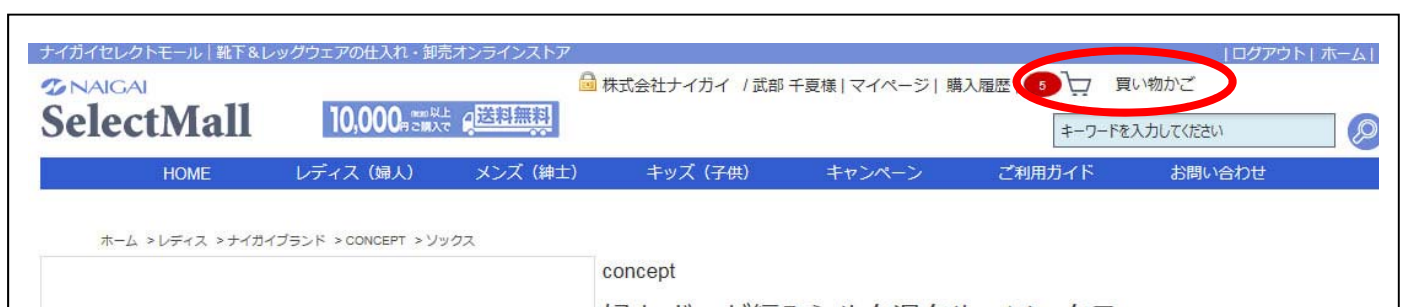 ナイガイセレクトモール｜靴下＆レッグウェアの仕入れ・卸売オンラインストア
|ログアウト| ホーム|
NAIGAI
SelectMall
10,000円以上ご購入で 送料無料
株式会社ナイガイ / 武部 千夏様 | マイページ | 購入履歴
5 買い物かご
キーワードを入力してください
HOME レディス（婦人） メンズ（紳士） キッズ（子供） キャンペーン ご利用ガイド お問い合わせ
ホーム >レディス >ナイガイブランド >CONCEPT >ソックス
concept